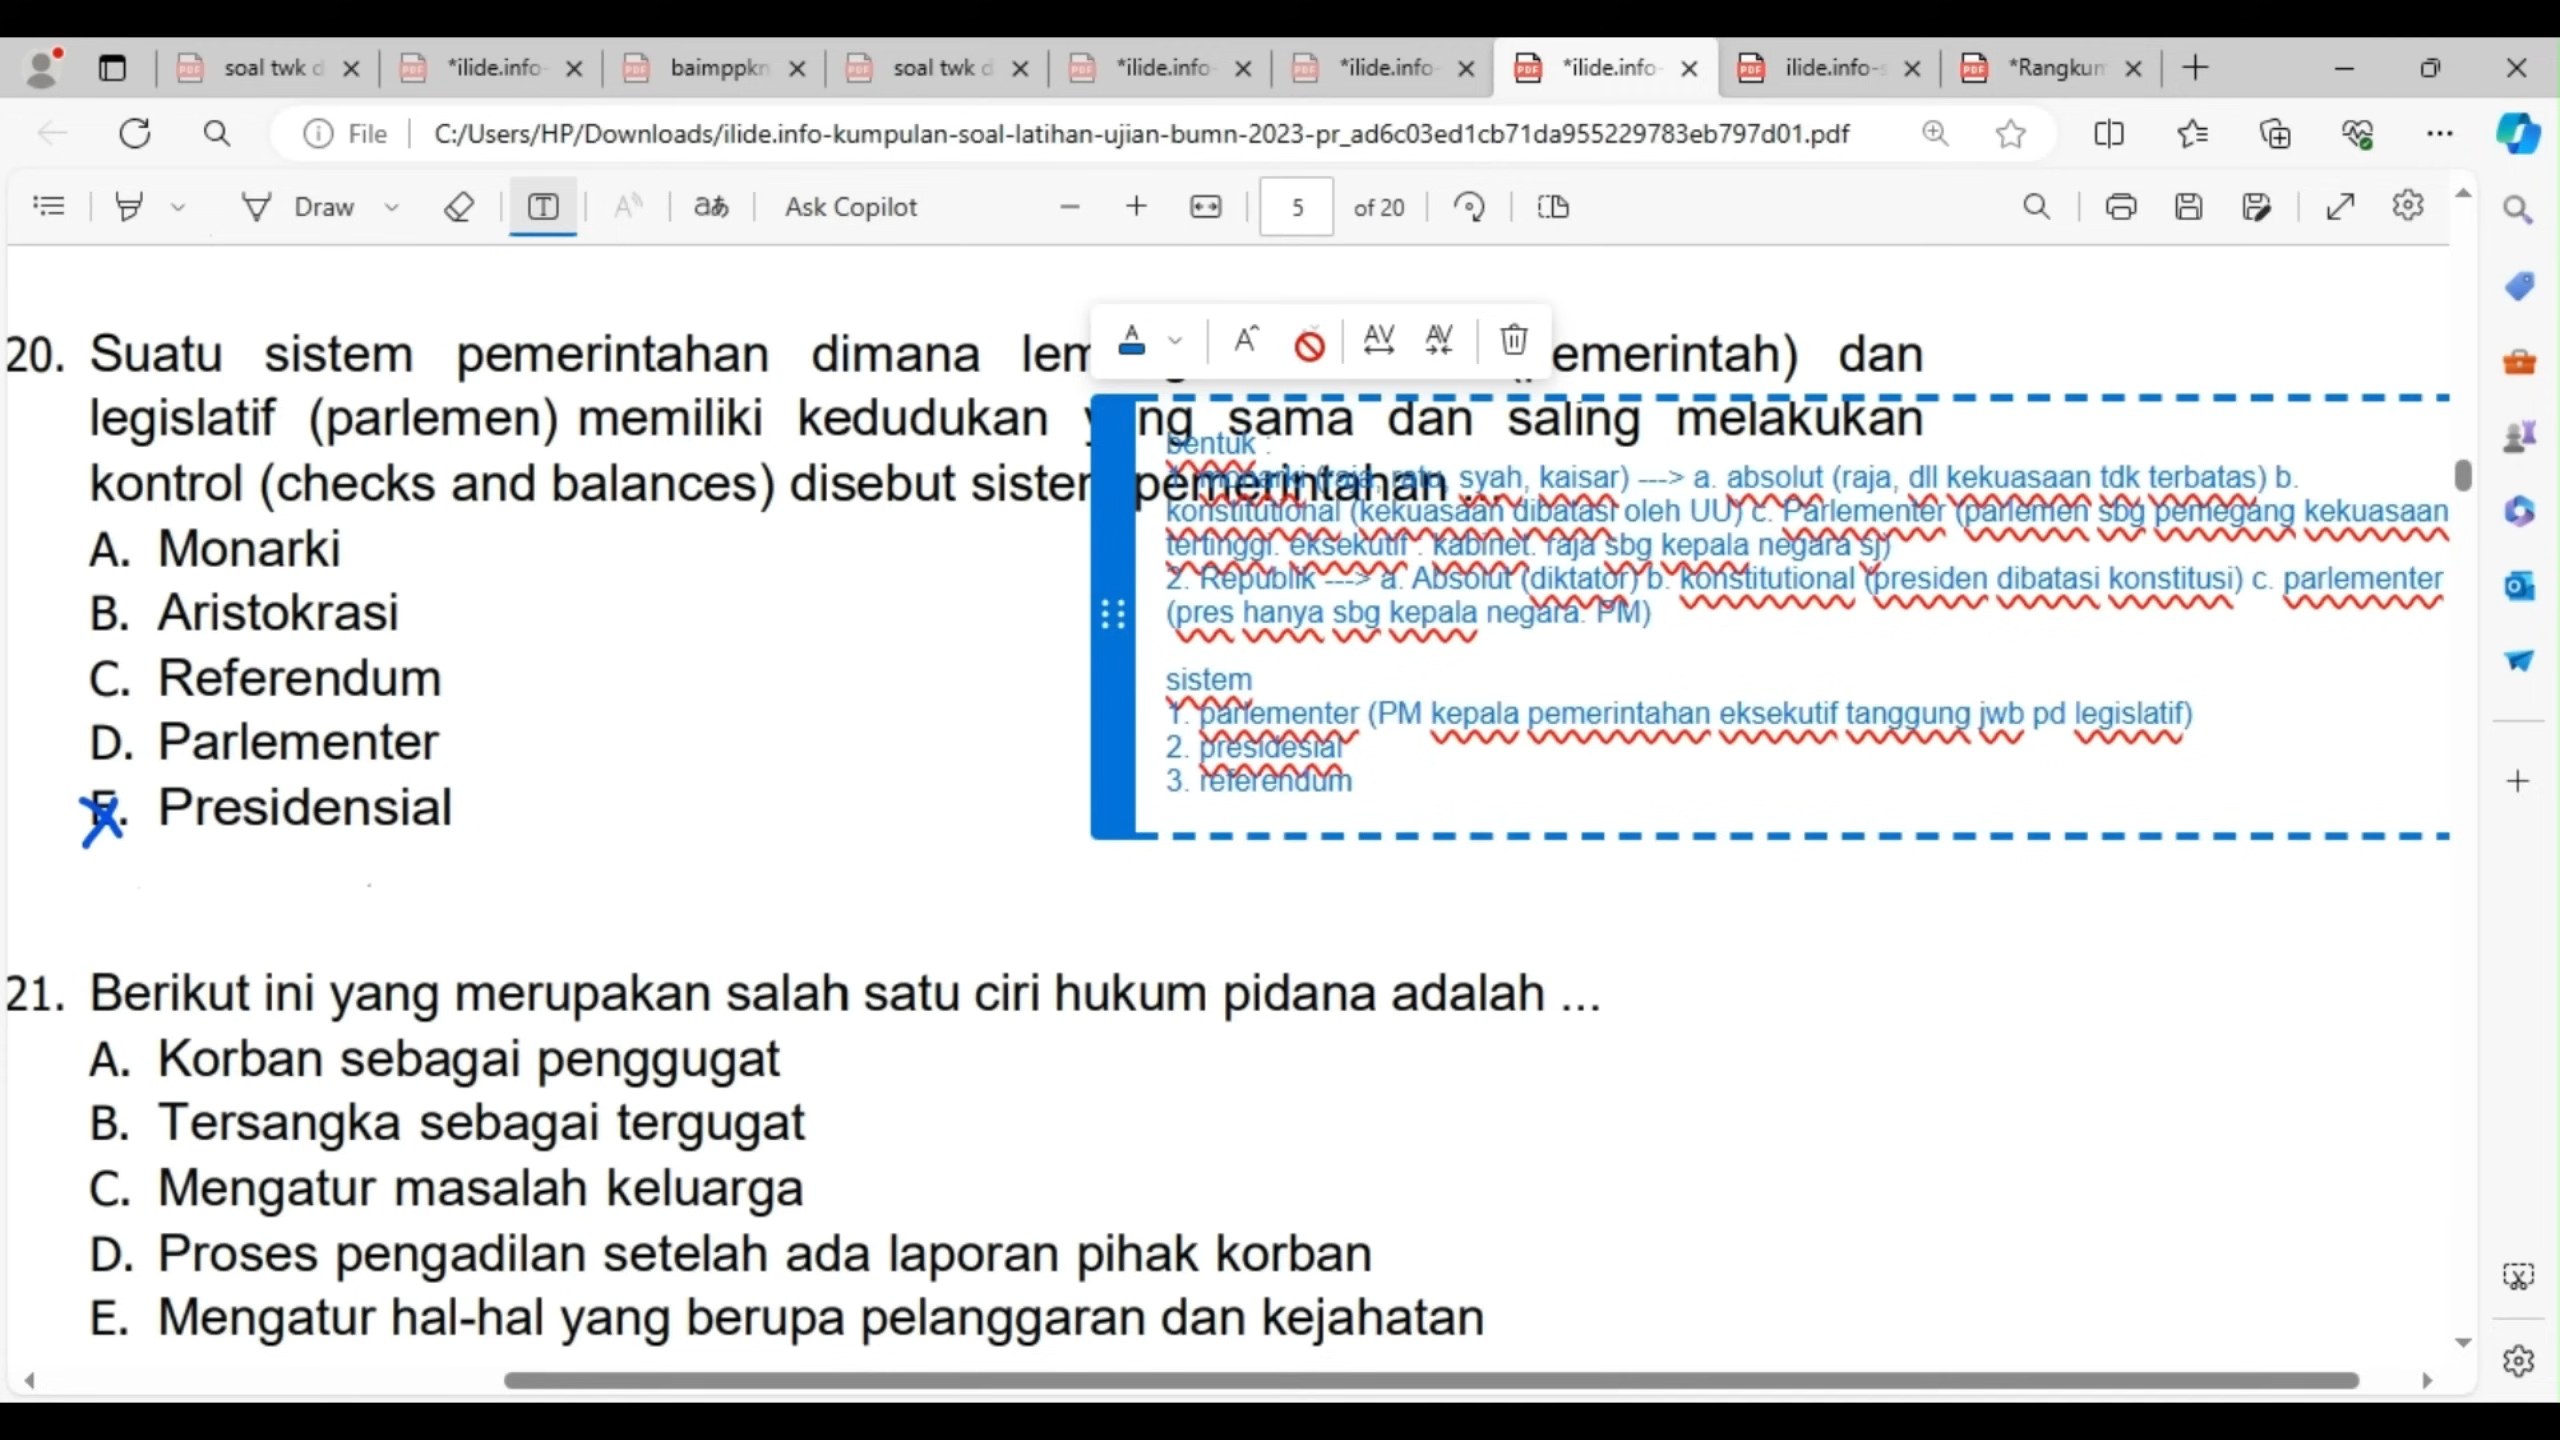 soal twk d
*ilide.info-
baimppkn
soal twk d
*ilide.info-
*ilide.info-
*ilide.info-
ilide.info-s
*Rangkum
File
C:/Users/HP/Downloads/ilide.info-kumpulan-soal-latihan-ujian-bumn-2023-pr_ad6c03ed1cb71da955229783eb797d01.pdf
Draw
Ask Copilot
5 of 20
20. Suatu sistem pemerintahan dimana lem emerintah) dan
legislatif (parlemen) memiliki kedudukan yang sama dan saling melakukan
kontrol (checks and balances) disebut sistem pemerintahan ...
A. Monarki
B. Aristokrasi
C. Referendum
D. Parlementer
E. Presidensial
bentuk :
1. monarki (raja, ratu, syah, kaisar) ---> a. absolut (raja, dll kekuasaan tdk terbatas) b.
konstitutional (kekuasaan dibatasi oleh UU) c. Parlementer (parlemen sbg pemegang kekuasaan
tertinggi. eksekutif : kabinet. raja sbg kepala negara sj)
2. Republik ---> a. Absolut (diktator) b. konstitutional (presiden dibatasi konstitusi) c. parlementer
(pres hanya sbg kepala negara. PM)
sistem
1. parlementer (PM kepala pemerintahan eksekutif tanggung jwb pd legislatif)
2. presidesial
3. referendum
21. Berikut ini yang merupakan salah satu ciri hukum pidana adalah ...
A. Korban sebagai penggugat
B. Tersangka sebagai tergugat
C. Mengatur masalah keluarga
D. Proses pengadilan setelah ada laporan pihak korban
E. Mengatur hal-hal yang berupa pelanggaran dan kejahatan